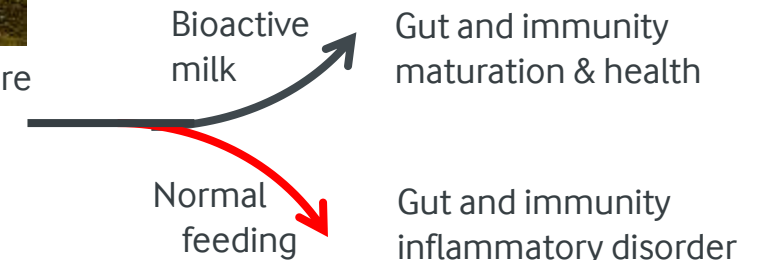 Bioactive
milk
Gut and immunity
maturation & health
re
Normal
feeding
Gut and immunity
inflammatory disorder